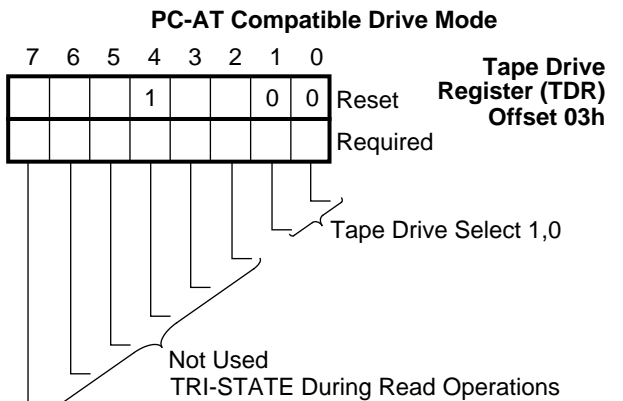 PC-AT Compatible Drive Mode
7 6 5 4 3 2 1 0
Tape Drive
Register (TDR)
Offset 03h
1 0 0 Reset
Required
Tape Drive Select 1,0
Not Used
TRI-STATE During Read Operations